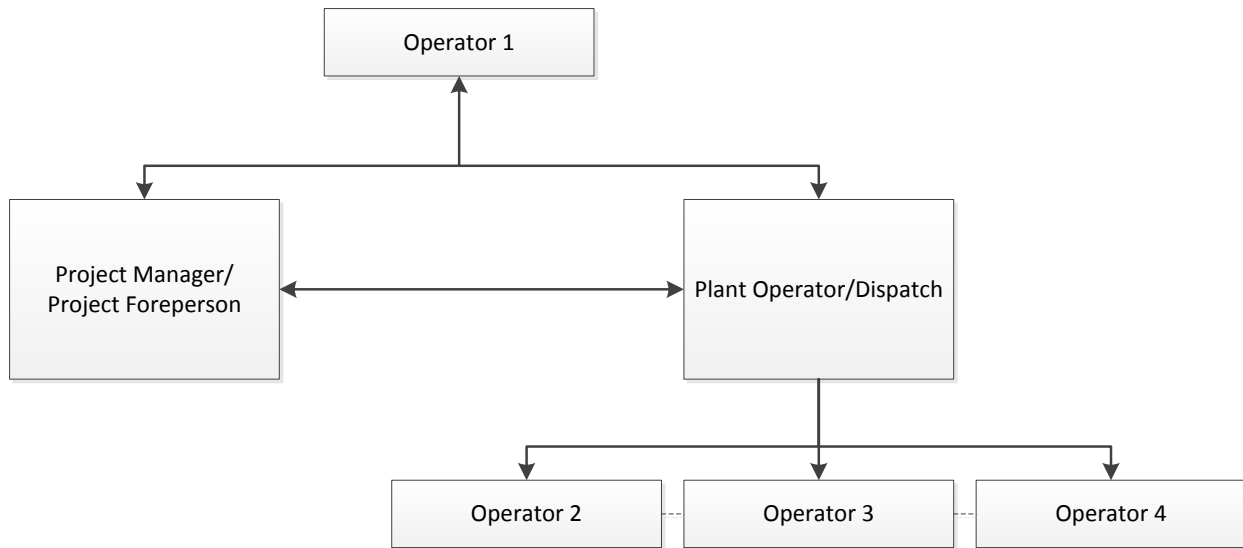 Operator 1
Project Manager/
Project Foreperson
Plant Operator/Dispatch
Operator 2
Operator 3
Operator 4